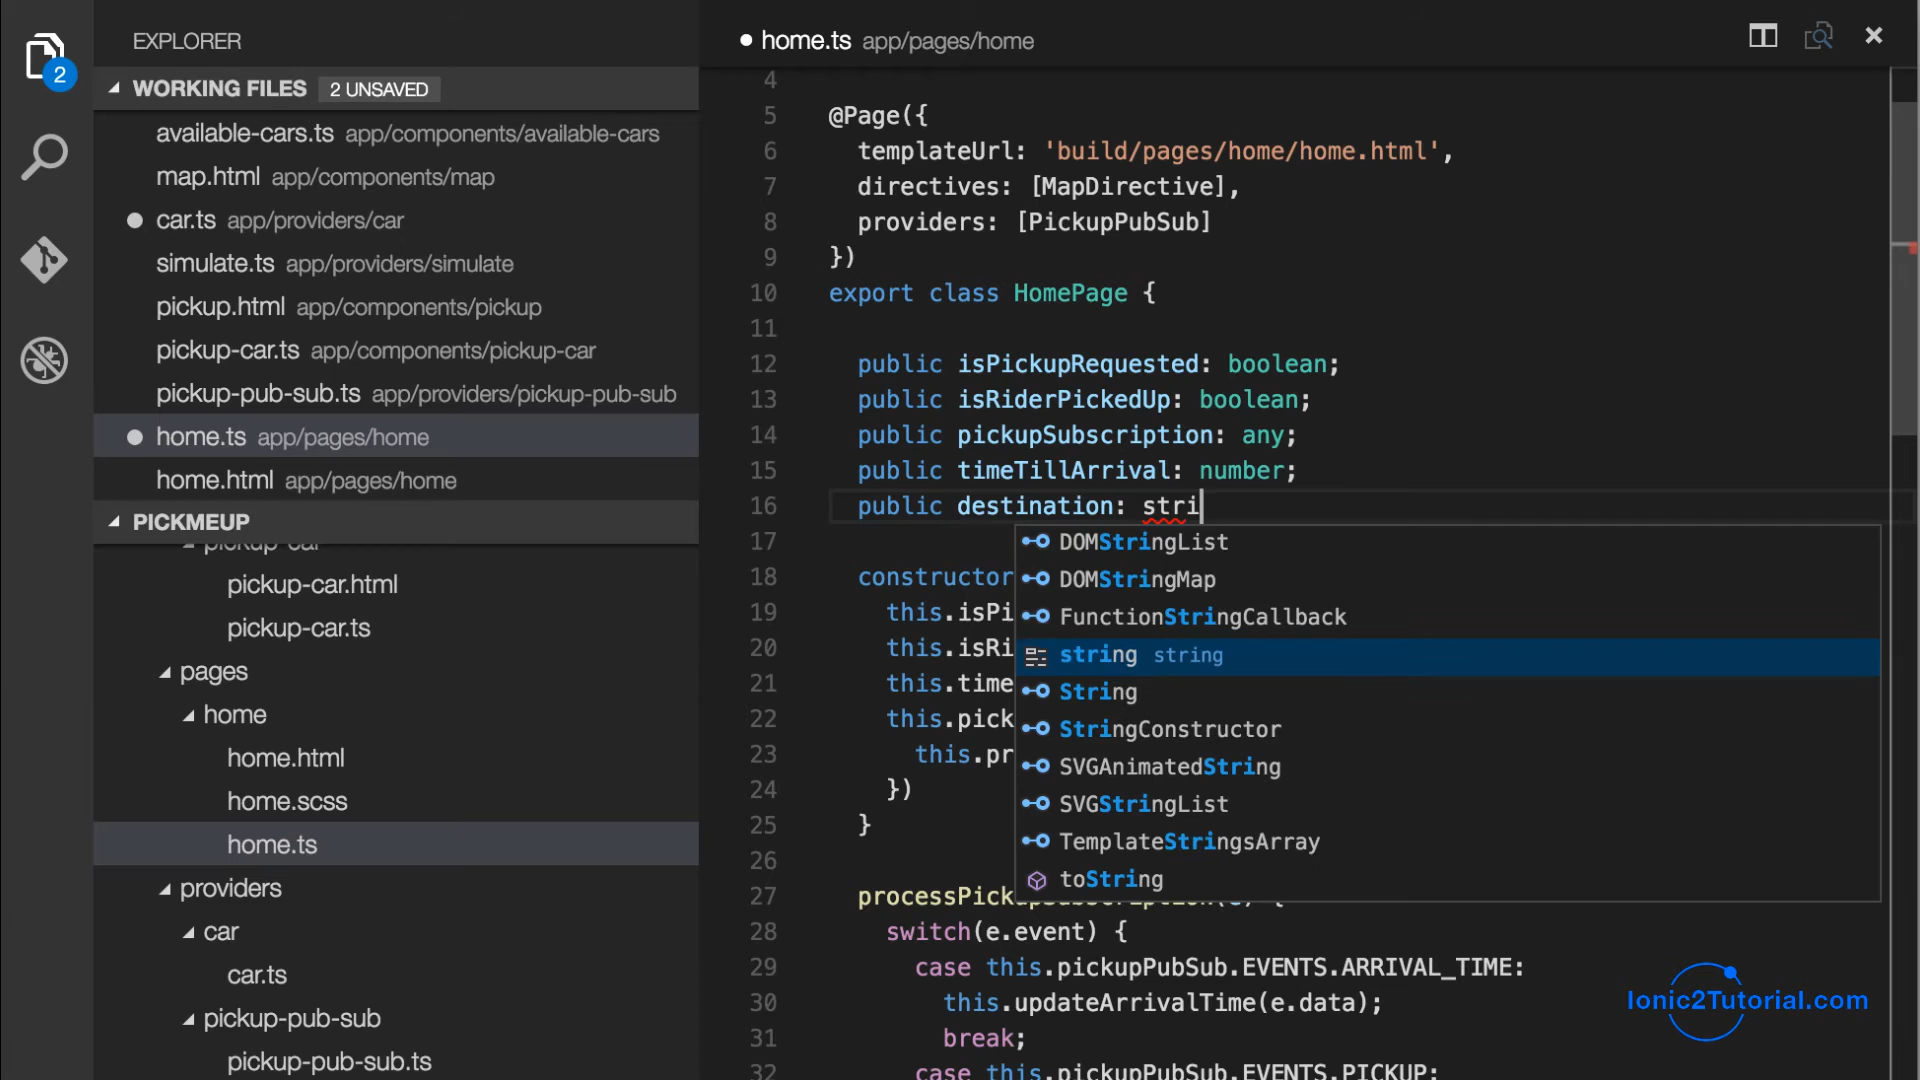 EXPLORER
WORKING FILES 2 UNSAVED
available-cars.ts app/components/available-cars
map.html app/components/map
car.ts app/providers/car
simulate.ts app/providers/simulate
pickup.html app/components/pickup
pickup-car.ts app/components/pickup-car
pickup-pub-sub.ts app/providers/pickup-pub-sub
home.ts app/pages/home
home.html app/pages/home
PICKMEUP
pickup-car
pickup-car.html
pickup-car.ts
pages
home
home.html
home.scss
home.ts
providers
car
car.ts
pickup-pub-sub
pickup-pub-sub.ts
2
home.ts app/pages/home
4
5 @Page({
6 templateUrl: 'build/pages/home/home.html',
7 directives: [MapDirective],
8 providers: [PickupPubSub]
9 })
10 export class HomePage {
11
12 public isPickupRequested: boolean;
13 public isRiderPickedUp: boolean;
14 public pickupSubscription: any;
15 public timeTillArrival: number;
16 public destination: stri
17
18 constructor
19 this.isPi
20 this.isRi
21 this.time
22 this.pick
23 this.pr
24 })
25 }
26
27 processPickupSubscription(e) {
28 switch(e.event) {
29 case this.pickupPubSub.EVENTS.ARRIVAL_TIME:
30 this.updateArrivalTime(e.data);
31 break;
32 case this.pickupPubSub.EVENTS.PICKUP:
DOMStringList
DOMStringMap
FunctionStringCallback
string string
String
StringConstructor
SVGAnimatedString
SVGStringList
TemplateStringsArray
toString
Ionic2Tutorial.com